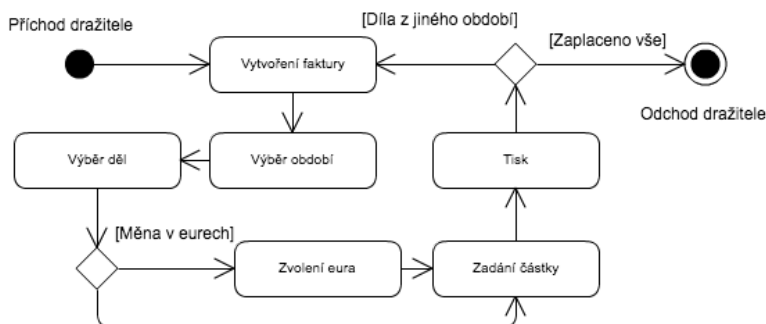 Příchod dražitele
[Díla z jiného období]
[Zaplaceno vše]
Vytvoření faktury
Odchod dražitele
Výběr děl
Výběr období
Tisk
[Měna v eurech]
Zvolení eura
Zadání částky